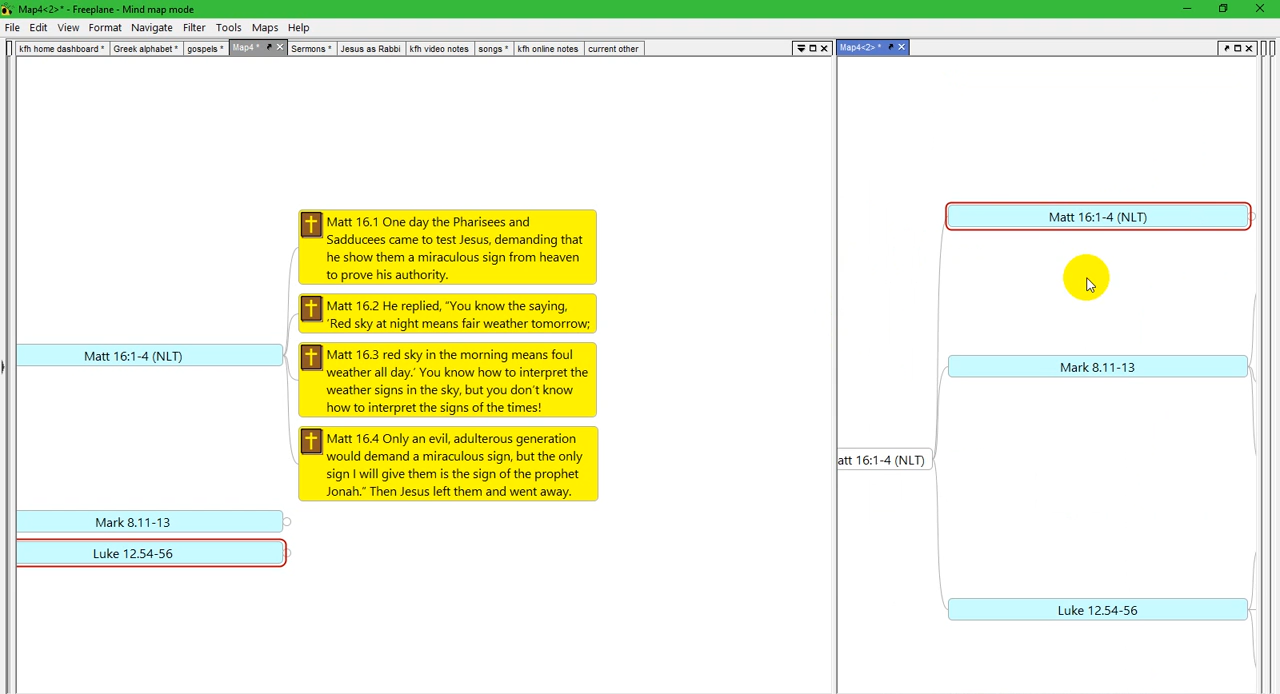 Map4<2>* - Freeplane - Mind map mode
File Edit View Format Navigate Filter Tools Maps Help
kfh home dashboard * Greek alphabet * gospels * Map4 * Sermons * Jesus as Rabbi kfh video notes songs * kfh online notes current other Map4<2> *
Matt 16.1 One day the Pharisees and
Sadducees came to test Jesus, demanding that
he show them a miraculous sign from heaven
to prove his authority.
Matt 16.2 He replied, “You know the saying,
‘Red sky at night means fair weather tomorrow;
Matt 16:1-4 (NLT)
Matt 16.3 red sky in the morning means foul
weather all day.’ You know how to interpret the
weather signs in the sky, but you don’t know
how to interpret the signs of the times!
Matt 16.4 Only an evil, adulterous generation
would demand a miraculous sign, but the only
sign I will give them is the sign of the prophet
Jonah.” Then Jesus left them and went away.
Mark 8.11-13
Luke 12.54-56
att 16:1-4 (NLT)
Matt 16:1-4 (NLT)
Mark 8.11-13
Luke 12.54-56